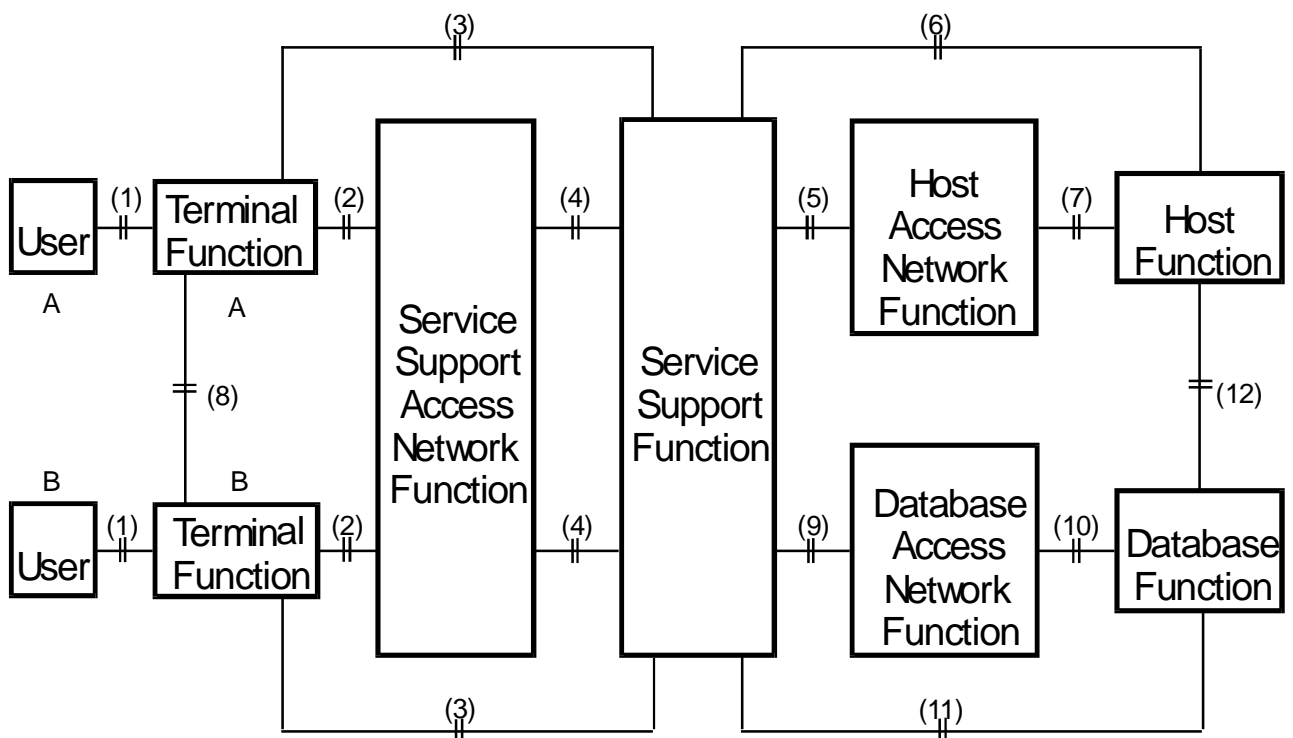 (3)
(6)
(1)
(2)
(4)
(5)
(7)
User
A
Terminal
Function
A
Service
Support
Access
Network
Function
Service
Support
Function
Host
Access
Network
Function
Host
Function
(8)
(12)
B
User
(1)
B
Terminal
Function
(2)
(4)
(9)
Database
Access
Network
Function
(10)
Database
Function
(3)
(11)